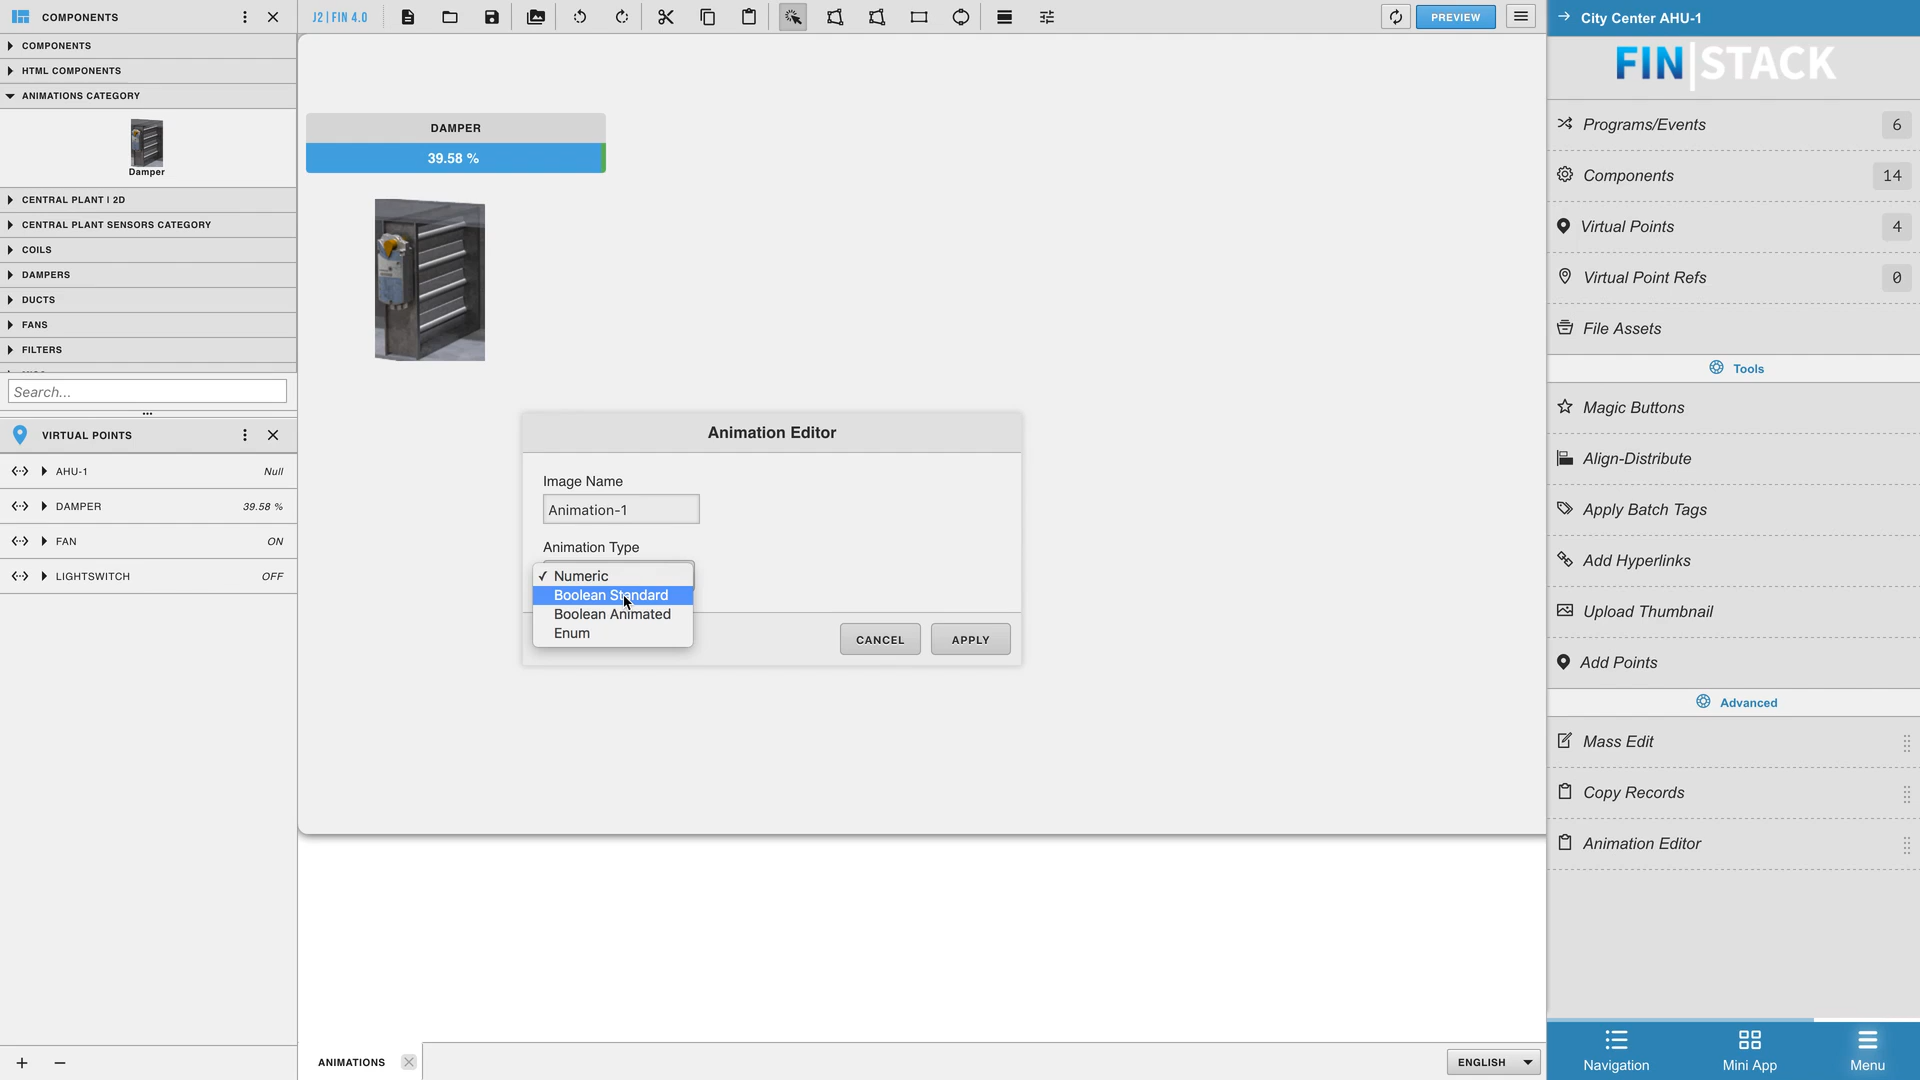 COMPONENTS
COMPONENTS
HTML COMPONENTS
ANIMATIONS CATEGORY
Damper
CENTRAL PLANT | 2D
CENTRAL PLANT SENSORS CATEGORY
COILS
DAMPERS
DUCTS
FANS
FILTERS
Search...
VIRTUAL POINTS
AHU-1 Null
DAMPER 39.58 %
FAN ON
LIGHTSWITCH OFF
J2 | FIN 4.0
PREVIEW
DAMPER
39.58 %
Animation Editor
Image Name
Animation-1
Animation Type
✓ Numeric
Boolean Standard
Boolean Animated
Enum
CANCEL APPLY
ANIMATIONS
ENGLISH
City Center AHU-1
FIN|STACK
Programs/Events 6
Components 14
Virtual Points 4
Virtual Point Refs 0
File Assets
Tools
Magic Buttons
Align-Distribute
Apply Batch Tags
Add Hyperlinks
Upload Thumbnail
Add Points
Advanced
Mass Edit
Copy Records
Animation Editor
Navigation Mini App Menu